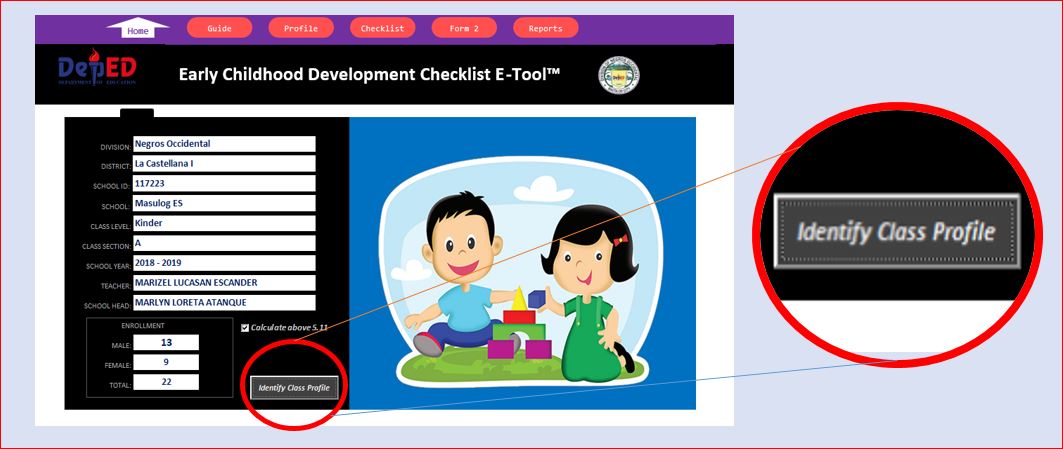 Home
Guide
Profile
Checklist
Form 2
Reports
DepED
DEPARTMENT OF EDUCATION
Early Childhood Development Checklist E-Tool™
DIVISION: Negros Occidental
DISTRICT: La Castellana I
SCHOOL ID: 117223
SCHOOL: Masulog ES
CLASS LEVEL: Kinder
CLASS SECTION: A
SCHOOL YEAR: 2018 - 2019
TEACHER: MARIZEL LUCASAN ESCANDER
SCHOOL HEAD: MARLYN LORETA ATANQUE
ENROLLMENT
MALE: 13
FEMALE: 9
TOTAL: 22
Calculate above 5.11
Identify Class Profile
Identify Class Profile